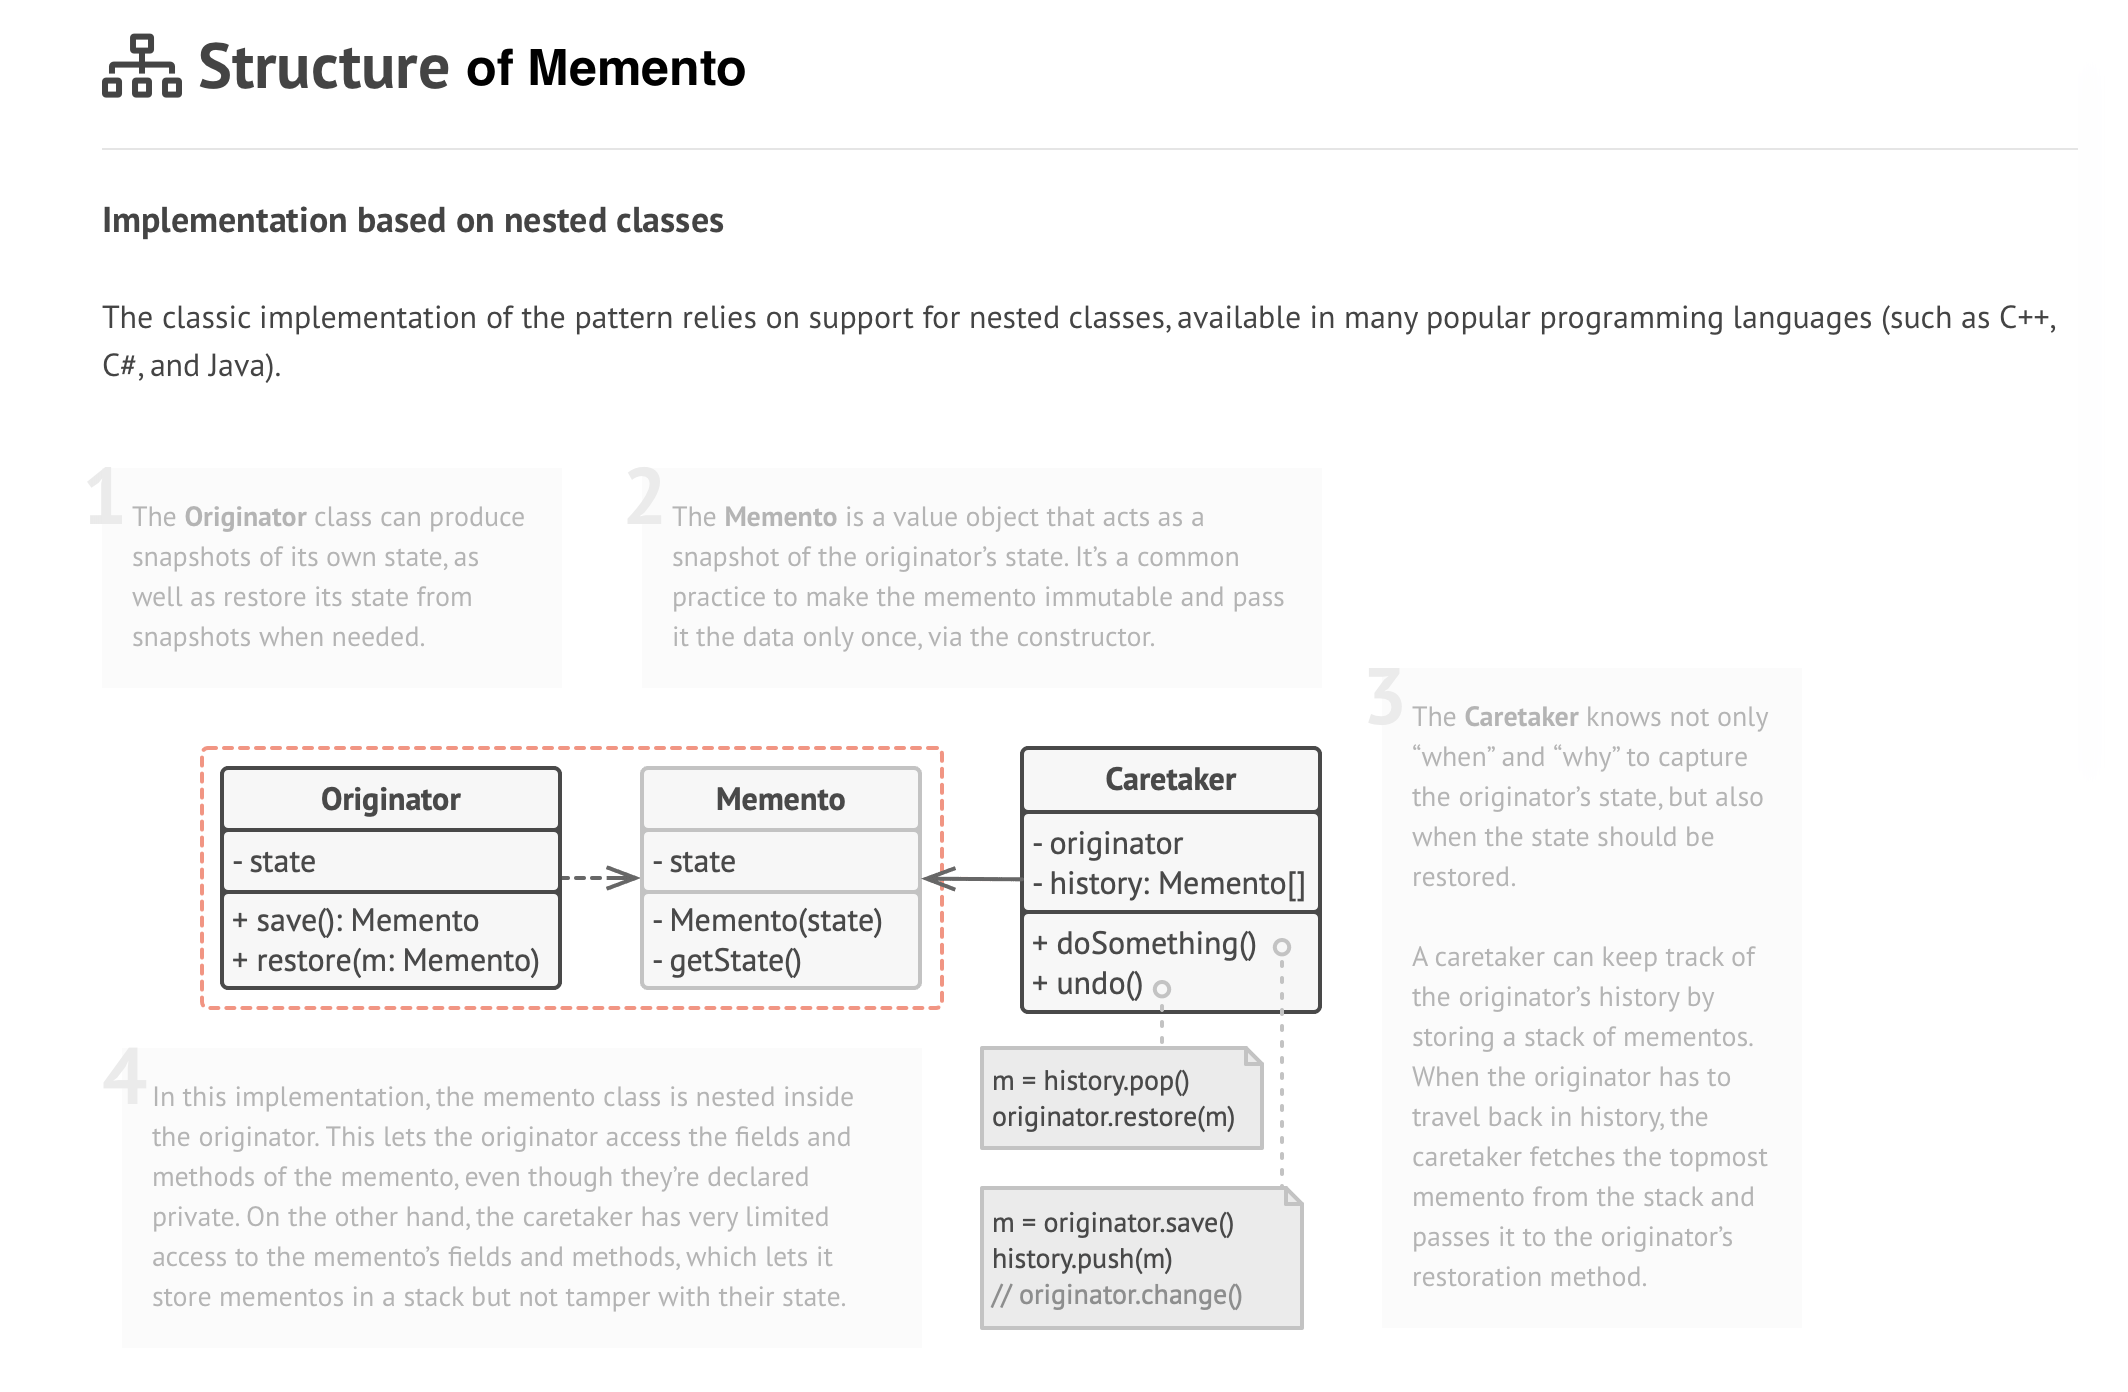 Structure of Memento
Implementation based on nested classes
The classic implementation of the pattern relies on support for nested classes, available in many popular programming languages (such as C++,
C#, and Java).
1
The Originator class can produce
snapshots of its own state, as
well as restore its state from
snapshots when needed.
2
The Memento is a value object that acts as a
snapshot of the originator’s state. It’s a common
practice to make the memento immutable and pass
it the data only once, via the constructor.
3
The Caretaker knows not only
“when” and “why” to capture
the originator’s state, but also
when the state should be
restored.
A caretaker can keep track of
the originator’s history by
storing a stack of mementos.
When the originator has to
travel back in history, the
caretaker fetches the topmost
memento from the stack and
passes it to the originator’s
restoration method.
Originator
- state
+ save(): Memento
+ restore(m: Memento)
Memento
- state
- Memento(state)
- getState()
Caretaker
- originator
- history: Memento[]
+ doSomething()
+ undo()
m = history.pop()
originator.restore(m)
m = originator.save()
history.push(m)
// originator.change()
4
In this implementation, the memento class is nested inside
the originator. This lets the originator access the fields and
methods of the memento, even though they’re declared
private. On the other hand, the caretaker has very limited
access to the memento’s fields and methods, which lets it
store mementos in a stack but not tamper with their state.